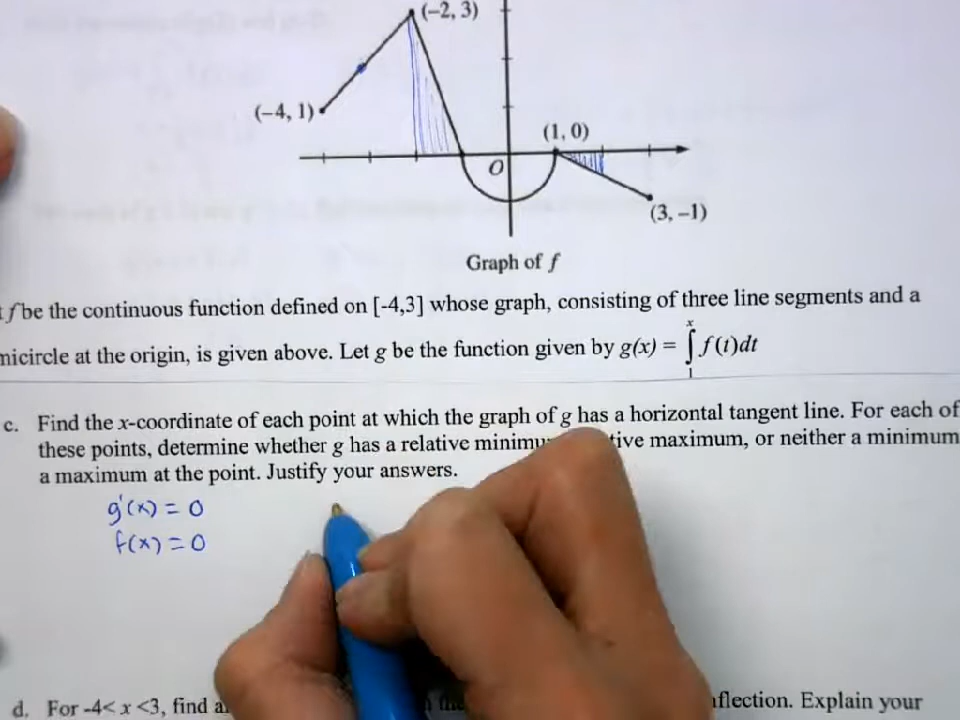 (-2, 3)
(-4, 1)
(1, 0)
O
(3, -1)
Graph of f
f be the continuous function defined on [-4,3] whose graph, consisting of three line segments and a
micircle at the origin, is given above. Let g be the function given by g(x) = ∫₁ˣ f(t)dt
c. Find the x-coordinate of each point at which the graph of g has a horizontal tangent line. For each of
these points, determine whether g has a relative minimu tive maximum, or neither a minimum
a maximum at the point. Justify your answers.
g'(x) = 0
f(x) = 0
d. For -4< x <3, find a nflection. Explain your